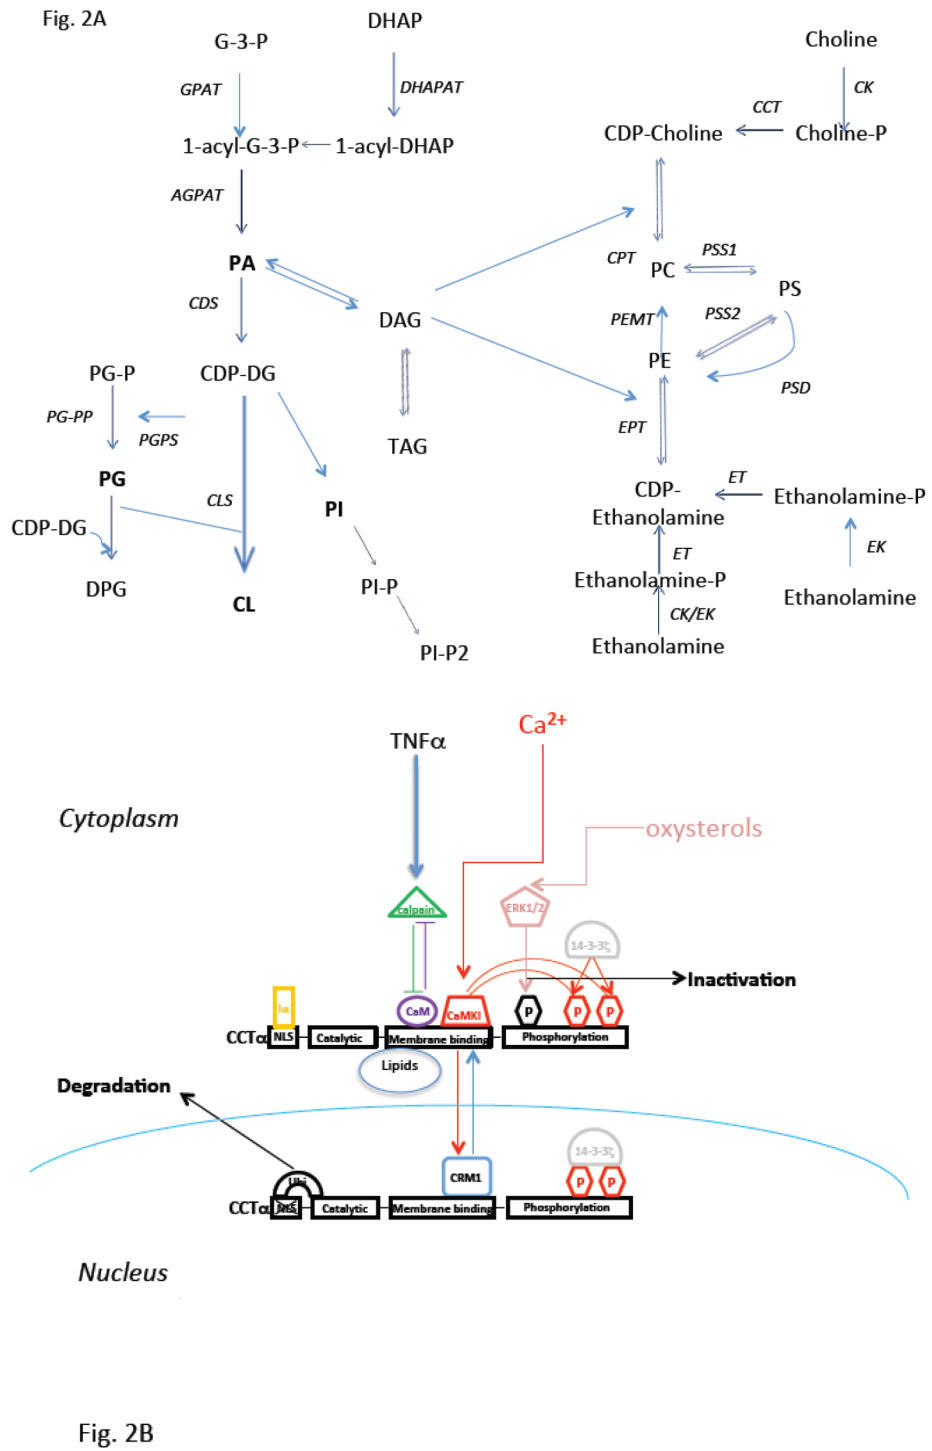 Fig. 2A
DHAP
G-3-P
Choline
GPAT
DHAPAT
CK
CCT
CDP-Choline
Choline-P
1-acyl-G-3-P
1-acyl-DHAP
AGPAT
PA
CPT
PC
PSS1
PS
CDS
DAG
PEMT
PSS2
PE
PG-P
CDP-DG
PSD
PG-PP
PGPS
EPT
TAG
PG
CLS
PI
CDP-
Ethanolamine
ET
Ethanolamine-P
CDP-DG
ET
EK
DPG
CL
PI-P
Ethanolamine-P
Ethanolamine
CK/EK
PI-P2
Ethanolamine
TNFα
Ca2+
Cytoplasm
oxysterols
calpain
ERK1/2
14-3-3ζ
Inactivation
Iα
CaM
CaMKI
P
P
P
CCTα
NLS
Catalytic
Membrane binding
Phosphorylation
Lipids
Degradation
14-3-3ζ
Ubi
CRM1
P
P
CCTα
NLS
Catalytic
Membrane binding
Phosphorylation
Nucleus
Fig. 2B